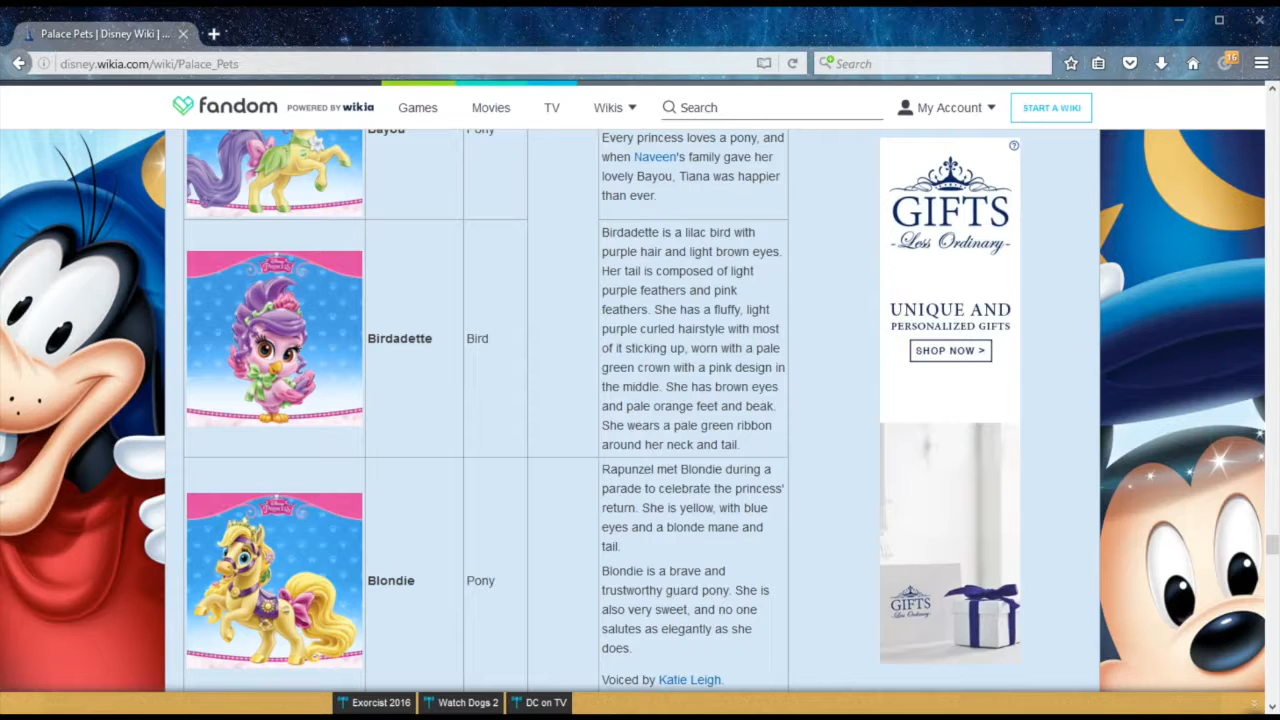 Palace Pets | Disney Wiki | ...
disney.wikia.com/wiki/Palace_Pets
Search
16
fandom POWERED BY wikia Games Movies TV Wikis Search My Account START A WIKI
Bayou Pony
Every princess loves a pony, and
when Naveen's family gave her
lovely Bayou, Tiana was happier
than ever.
Birdadette Bird
Birdadette is a lilac bird with
purple hair and light brown eyes.
Her tail is composed of light
purple feathers and pink
feathers. She has a fluffy, light
purple curled hairstyle with most
of it sticking up, worn with a pale
green crown with a pink design in
the middle. She has brown eyes
and pale orange feet and beak.
She wears a pale green ribbon
around her neck and tail.
Blondie Pony
Rapunzel met Blondie during a
parade to celebrate the princess'
return. She is yellow, with blue
eyes and a blonde mane and
tail.
Blondie is a brave and
trustworthy guard pony. She is
also very sweet, and no one
salutes as elegantly as she
does.
Voiced by Katie Leigh.
GIFTS
-Less Ordinary-
UNIQUE AND
PERSONALIZED GIFTS
SHOP NOW >
GIFTS
Less Ordinary
Exorcist 2016 Watch Dogs 2 DC on TV